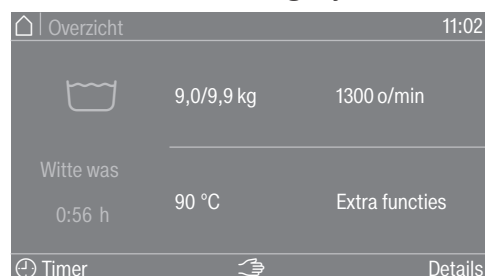 Overzicht 11:02
9,0/9,9 kg 1300 o/min
Witte was
0:56 h
90 °C Extra functies
Timer Details